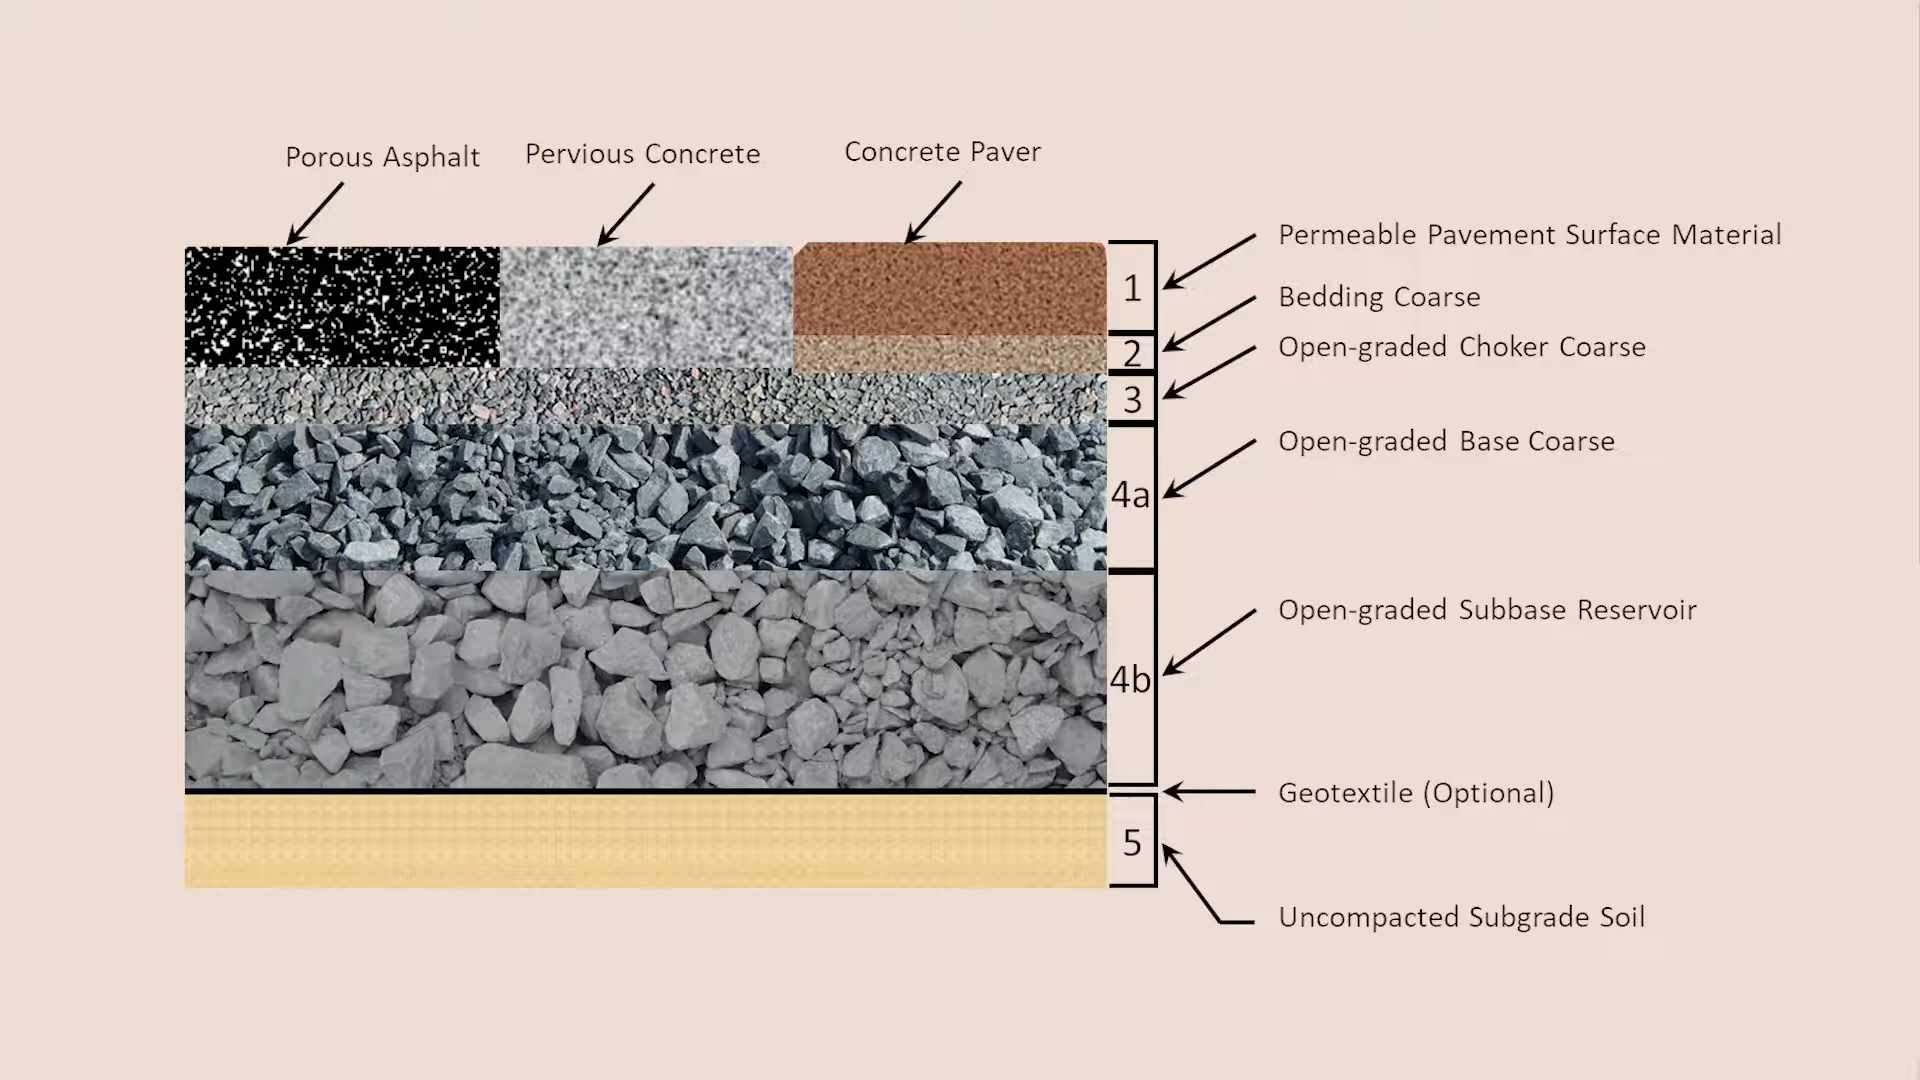 Porous Asphalt
Pervious Concrete
Concrete Paver
1
Permeable Pavement Surface Material
2
Bedding Coarse
3
Open-graded Choker Coarse
4a
Open-graded Base Coarse
4b
Open-graded Subbase Reservoir
Geotextile (Optional)
5
Uncompacted Subgrade Soil